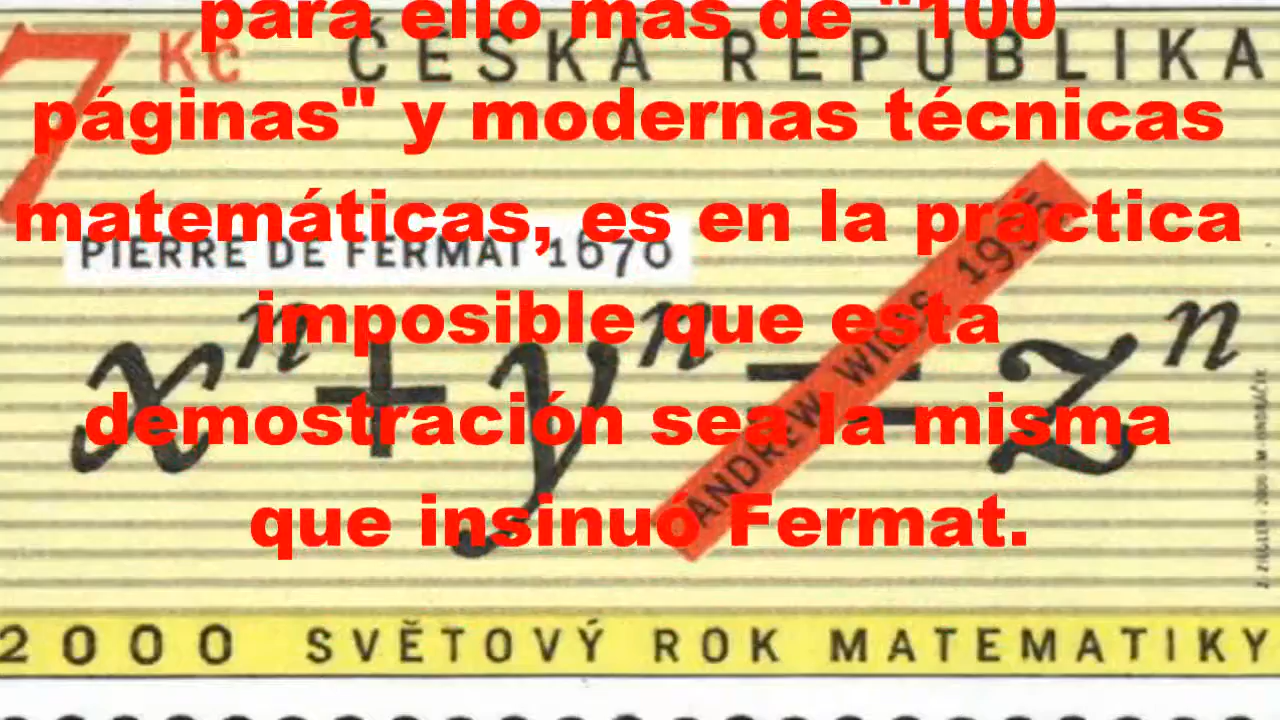 para ello más de "100
páginas" y modernas técnicas
matemáticas, es en la práctica
imposible que esta
demostración sea la misma
que insinuó Fermat.
7 Kč ČESKÁ REPUBLIKA
PIERRE DE FERMAT 1670
xⁿ + yⁿ = zⁿ
ANDREW WILES 1995
2000 SVĚTOVÝ ROK MATEMATIKY